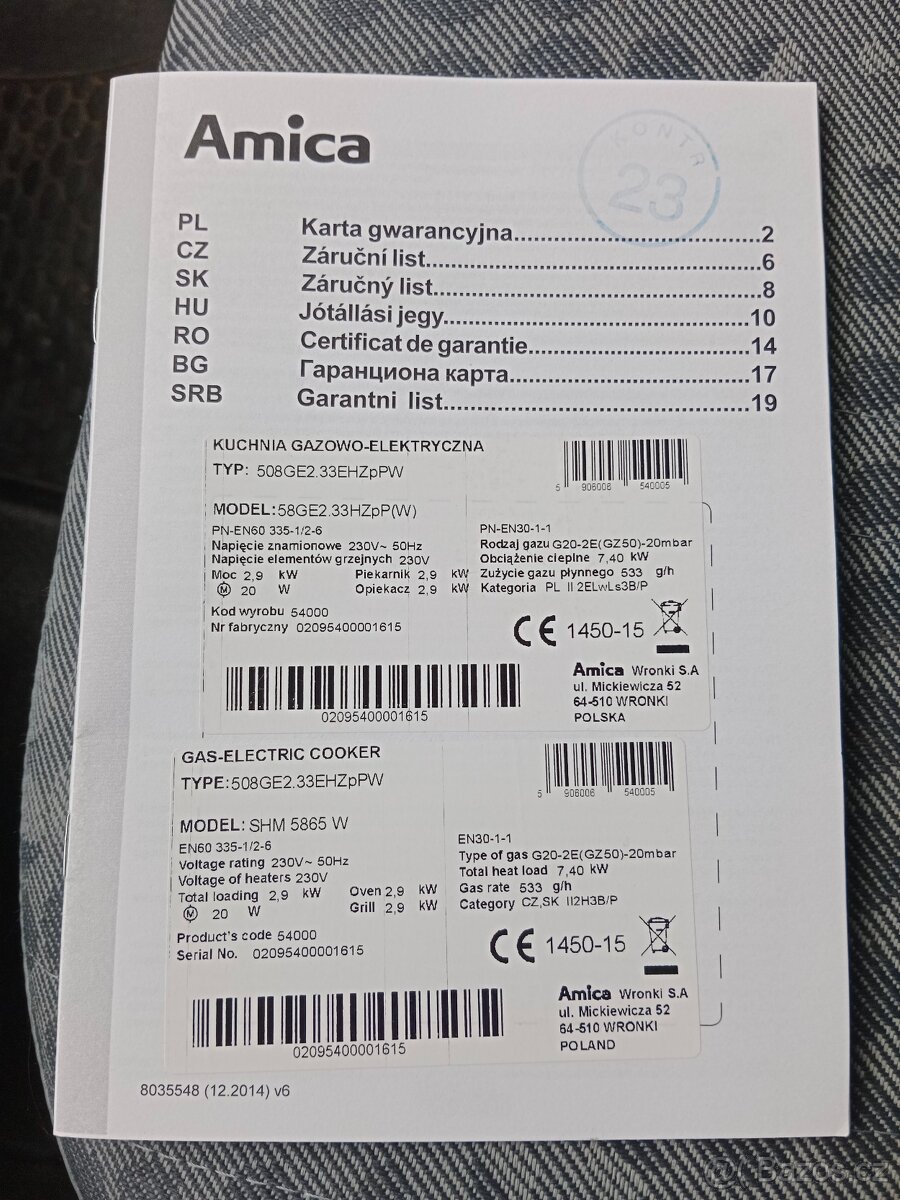 Amica
KONTR
23
PL Karta gwarancyjna 2
CZ Záruční list 6
SK Záručný list 8
HU Jótállási jegy 10
RO Certificat de garantie 14
BG Гаранциона карта 17
SRB Garantni list 19
KUCHNIA GAZOWO-ELEKTRYCZNA
TYP: 508GE2.33EHZpPW
5 906006 540005
MODEL:58GE2.33HZpP(W)
PN-EN60 335-1/2-6
Napięcie znamionowe 230V~ 50Hz
Napięcie elementów grzejnych 230V
Moc 2,9 kW Piekarnik 2,9 kW
M 20 W Opiekacz 2,9 kW
Kod wyrobu 54000
Nr fabryczny 02095400001615
PN-EN30-1-1
Rodzaj gazu G20-2E(GZ50)-20mbar
Obciążenie cieplne 7,40 kW
Zużycie gazu płynnego 533 g/h
Kategoria PL II 2ELwLs3B/P
CE 1450-15
02095400001615
Amica Wronki S.A
ul. Mickiewicza 52
64-510 WRONKI
POLSKA
GAS-ELECTRIC COOKER
TYPE:508GE2.33EHZpPW
5 906006 540005
MODEL: SHM 5865 W
EN60 335-1/2-6
Voltage rating 230V~ 50Hz
Voltage of heaters 230V
Total loading 2,9 kW Oven 2,9 kW
M 20 W Grill 2,9 kW
Product's code 54000
Serial No. 02095400001615
EN30-1-1
Type of gas G20-2E(GZ50)-20mbar
Total heat load 7,40 kW
Gas rate 533 g/h
Category CZ,SK II2H3B/P
CE 1450-15
02095400001615
Amica Wronki S.A
ul. Mickiewicza 52
64-510 WRONKI
POLAND
8035548 (12.2014) v6
@Bazos.cz